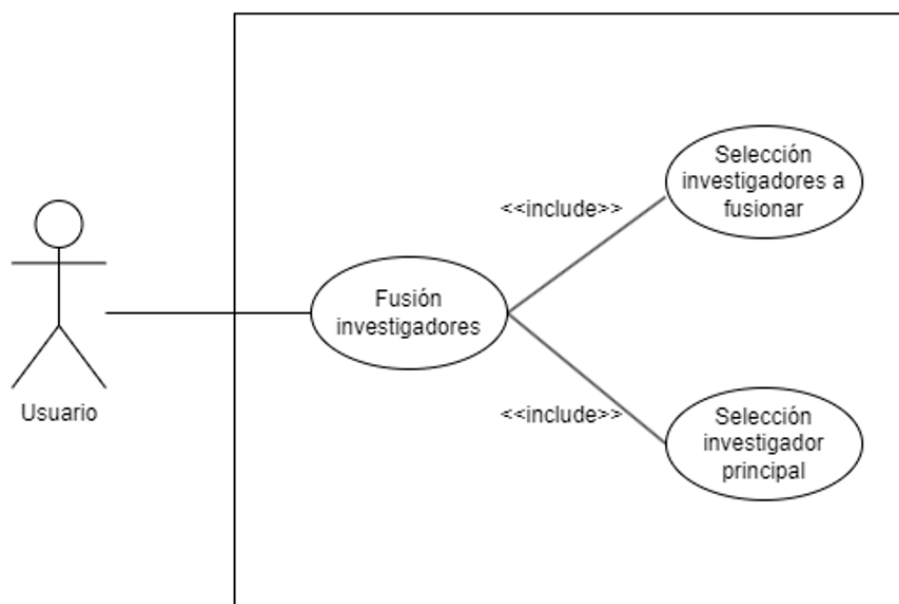 Selección
investigadores a
fusionar
<<include>>
Fusión
investigadores
Usuario
<<include>>
Selección
investigador
principal